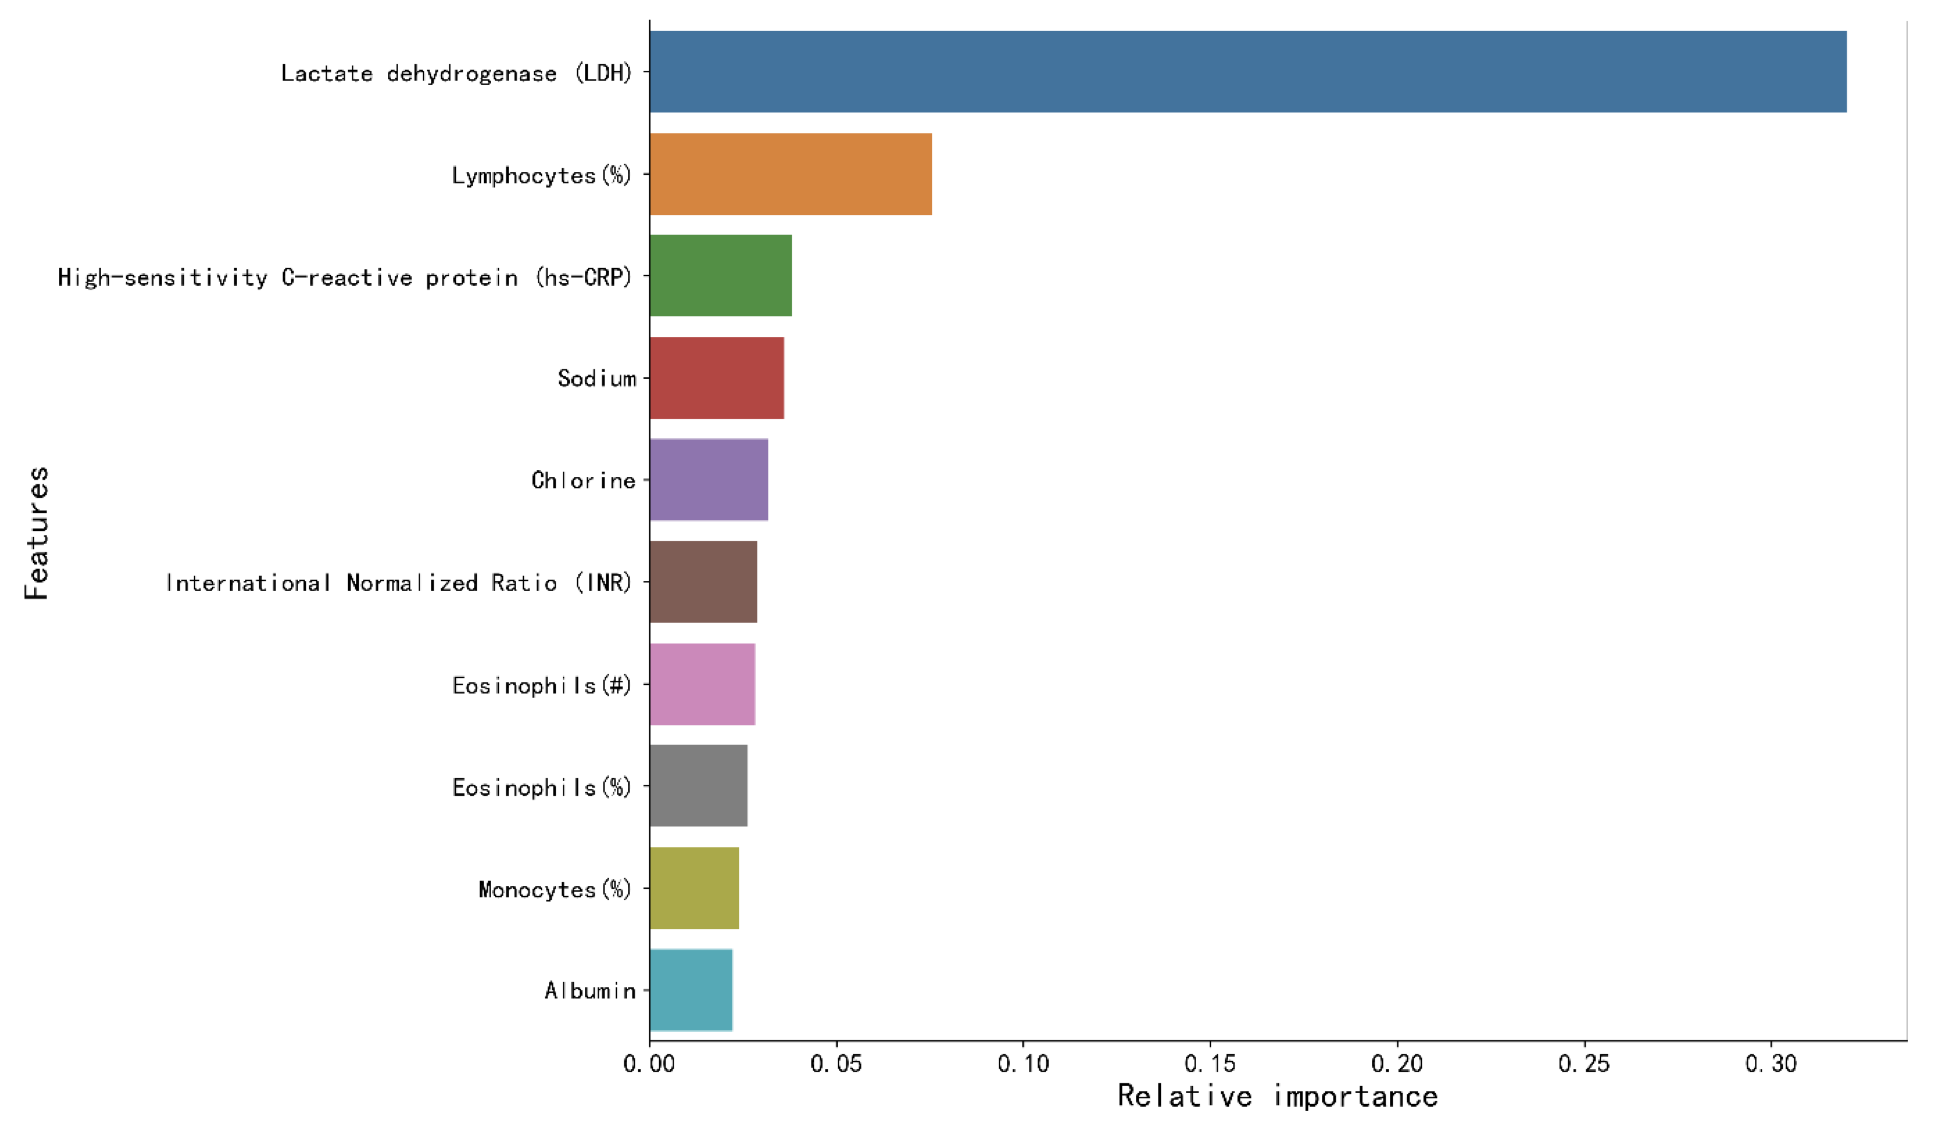 Lactate dehydrogenase (LDH)
Lymphocytes(%)
High-sensitivity C-reactive protein (hs-CRP)
Sodium
Chlorine
International Normalized Ratio (INR)
Eosinophils(#)
Eosinophils(%)
Monocytes(%)
Albumin
Features
0.00 0.05 0.10 0.15 0.20 0.25 0.30
Relative importance